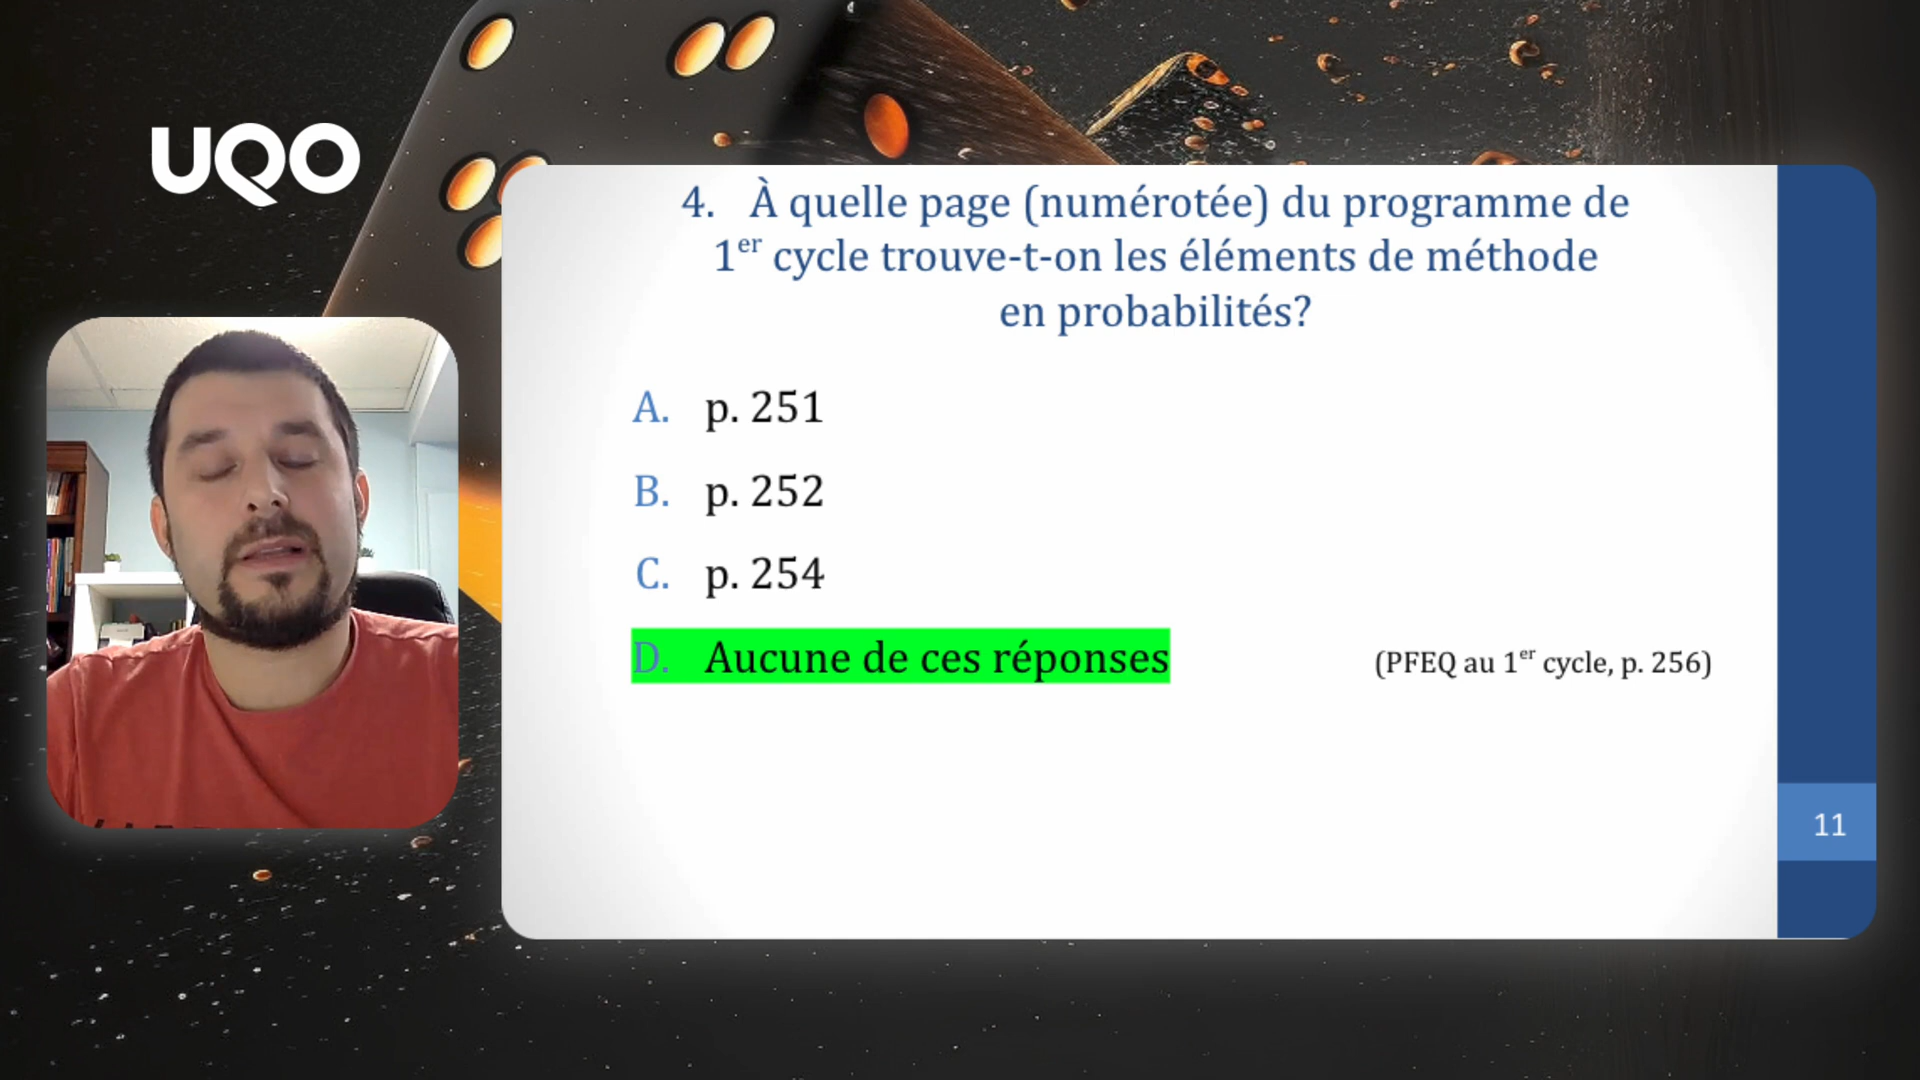 UQO
4. À quelle page (numérotée) du programme de
1er cycle trouve-t-on les éléments de méthode
en probabilités?
A. p. 251
B. p. 252
C. p. 254
D. Aucune de ces réponses (PFEQ au 1er cycle, p. 256)
11